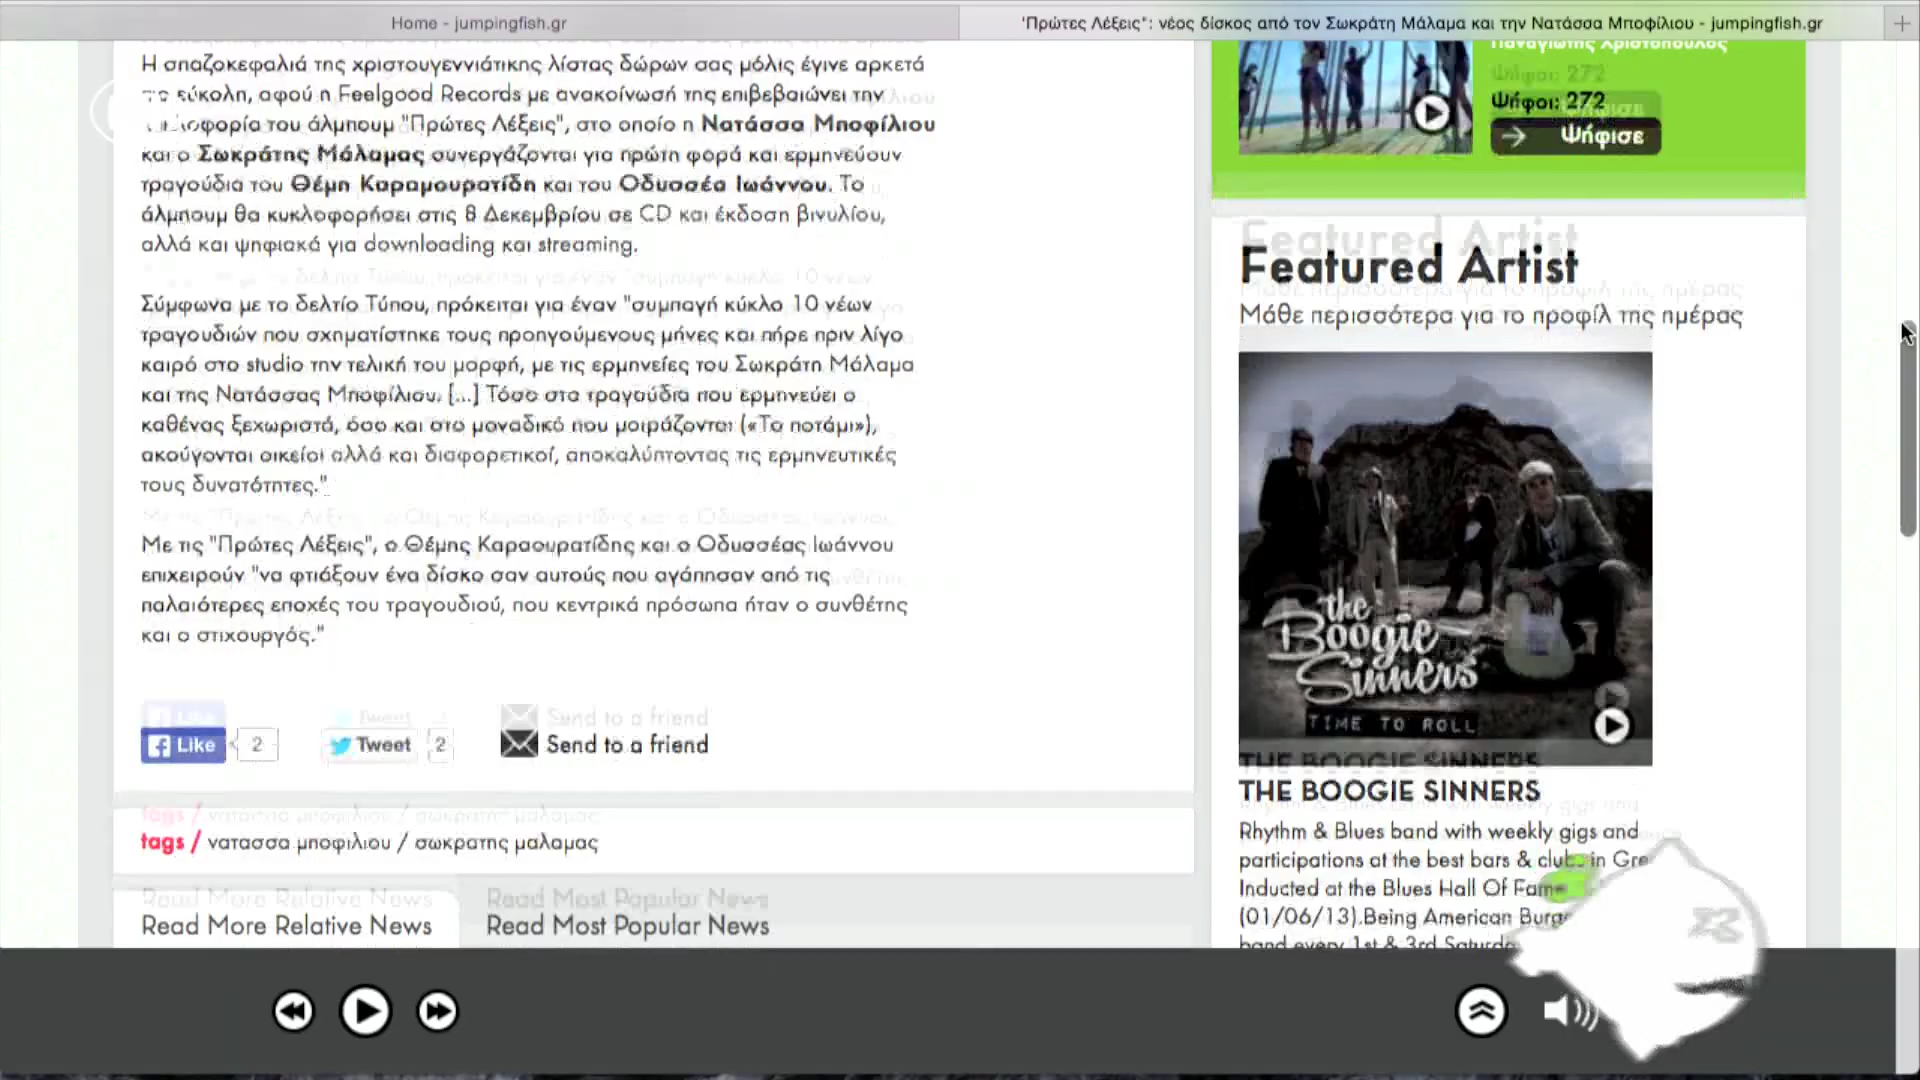 Home - jumpingfish.gr
'Πρώτες Λέξεις": νέος δίσκος από τον Σωκράτη Μάλαμα και την Νατάσσα Μποφίλιου - jumpingfish.gr
Η σπαζοκεφαλιά της χριστουγεννιάτικης λίστας δώρων σας μόλις έγινε αρκετά
εύκολη, αφού η Feelgood Records με ανακοίνωσή της επιβεβαιώνει την
του άλμπουμ "Πρώτες Λέξεις", στο οποίο η Νατάσσα Μποφίλιου
και ο Σωκράτης Μάλαμας συνεργάζονται για πρώτη φορά και ερμηνεύουν
τραγούδια του Θέμη Καραμουρατίδη και του Οδυσσέα Ιωάννου. Το
άλμπουμ θα κυκλοφορήσει στις 8 Δεκεμβρίου σε CD και έκδοση βινυλίου,
αλλά και ψηφιακά για downloading και streaming.
Σύμφωνα με το δελτίο Τύπου, πρόκειται για έναν "συμπαγή κύκλο 10 νέων
τραγουδιών που σχηματίστηκε τους προηγούμενους μήνες και πήρε πριν λίγο
καιρό στο studio την τελική του μορφή, με τις ερμηνείες του Σωκράτη Μάλαμα
και της Νατάσσας Μποφίλιου. [...] Τόσο στα τραγούδια που ερμηνεύει ο
καθένας ξεχωριστά, όσο και στο μοναδικό που μοιράζονται («Το ποτάμι»),
ακούγονται οικείοι αλλά και διαφορετικοί, αποκαλύπτοντας τις ερμηνευτικές
τους δυνατότητες."
Με τις "Πρώτες Λέξεις", ο Θέμης Καραουρατίδης και ο Οδυσσέας Ιωάννου
επιχειρούν "να φτιάξουν ένα δίσκο σαν αυτούς που αγάπησαν από τις
παλαιότερες εποχές του τραγουδιού, που κεντρικά πρόσωπα ήταν ο συνθέτης
και ο στιχουργός."
Like 2
Tweet 2
Send to a friend
tags / νατασσα μποφιλιου / σωκρατης μαλαμας
Read More Relative News
Read Most Popular News
Παναγιώτης Χριστόπουλος
Ψήφοι: 272
Ψήφισε
Featured Artist
Μάθε περισσότερα για το προφίλ της ημέρας
the
Boogie
Sinners
TIME TO ROLL
THE BOOGIE SINNERS
Rhythm & Blues band with weekly gigs and
participations at the best bars & clubs in
Inducted at the Blues Hall Of Fame
(01/06/13).Being American
band every 1st & 3rd